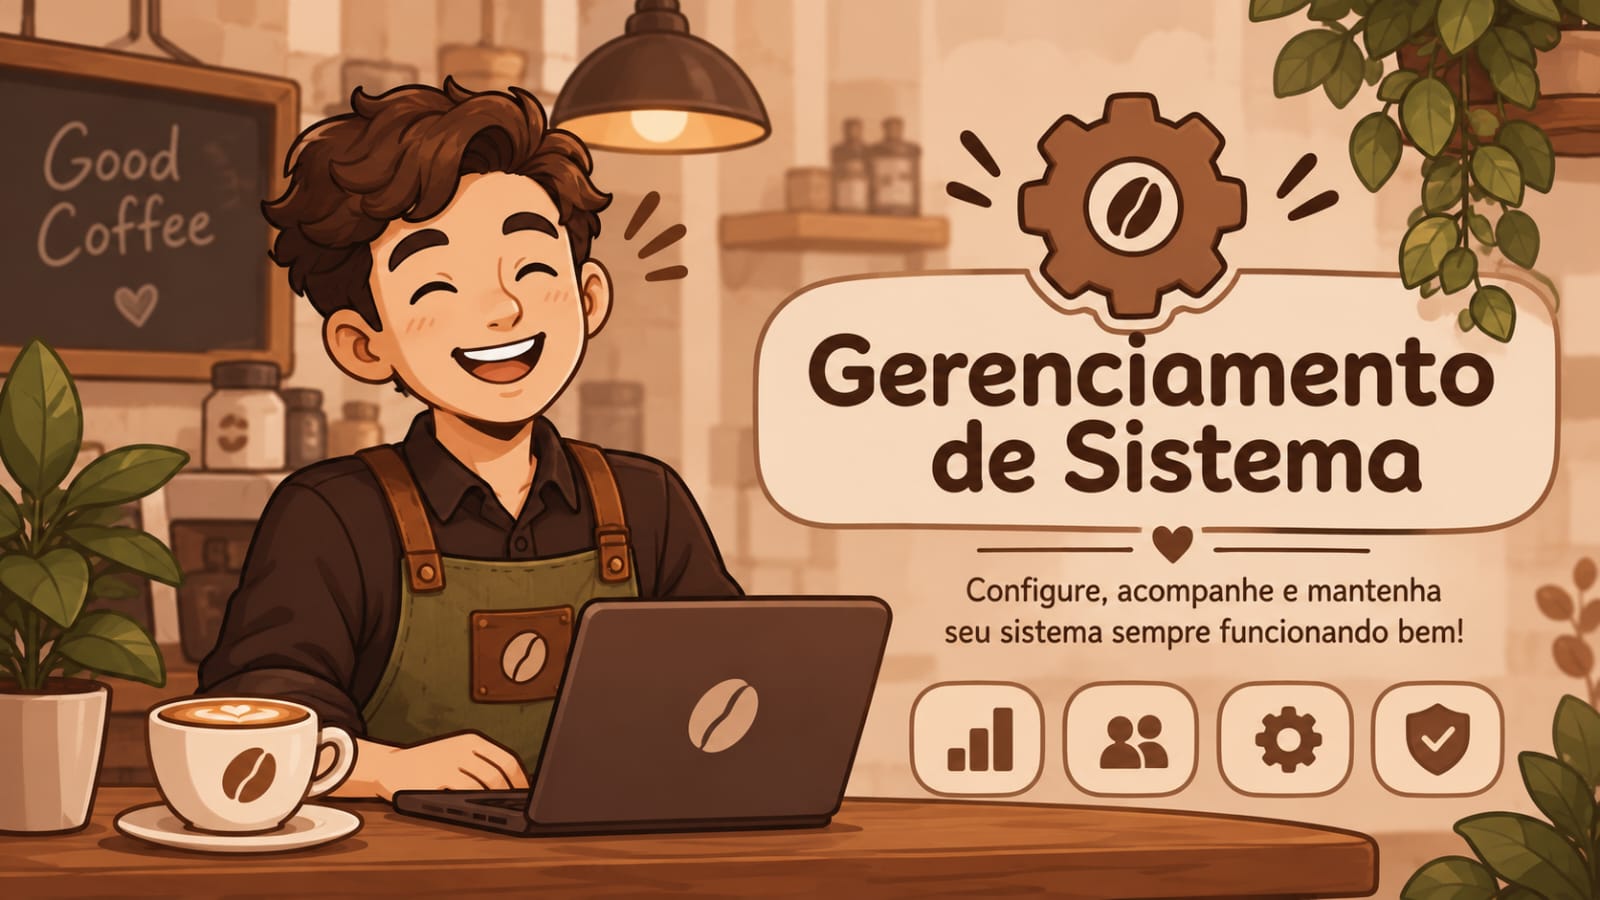 Good
Coffee
Gerenciamento
de Sistema
Configure, acompanhe e mantenha
seu sistema sempre funcionando bem!